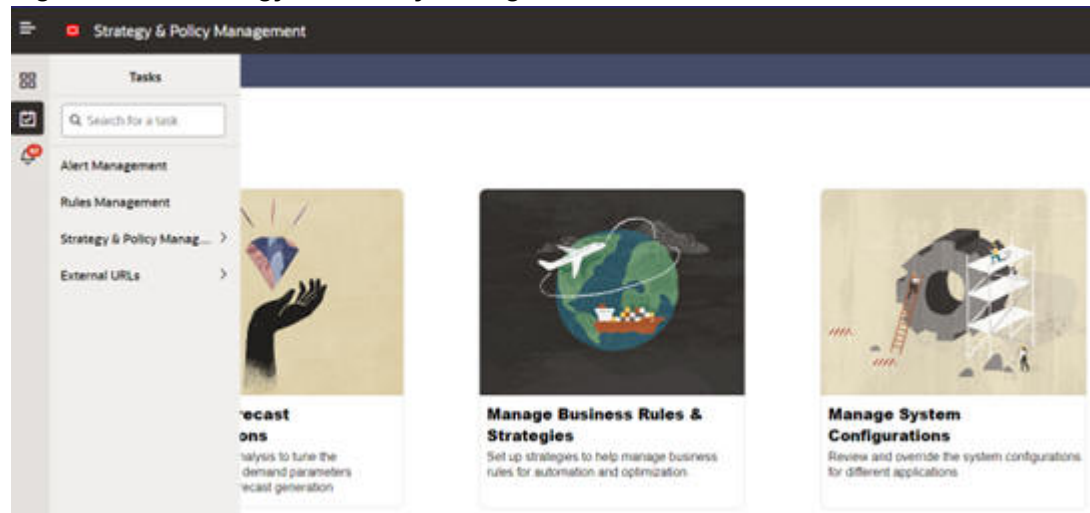 Strategy & Policy Management
Tasks
Search for a task
Alert Management
Rules Management
Strategy & Policy Manag...
External URLs
recast
ons
nalysis to tune the
demand parameters
recast generation
Manage Business Rules &
Strategies
Set up strategies to help manage business
rules for automation and optimization
Manage System
Configurations
Review and override the system configurations
for different applications